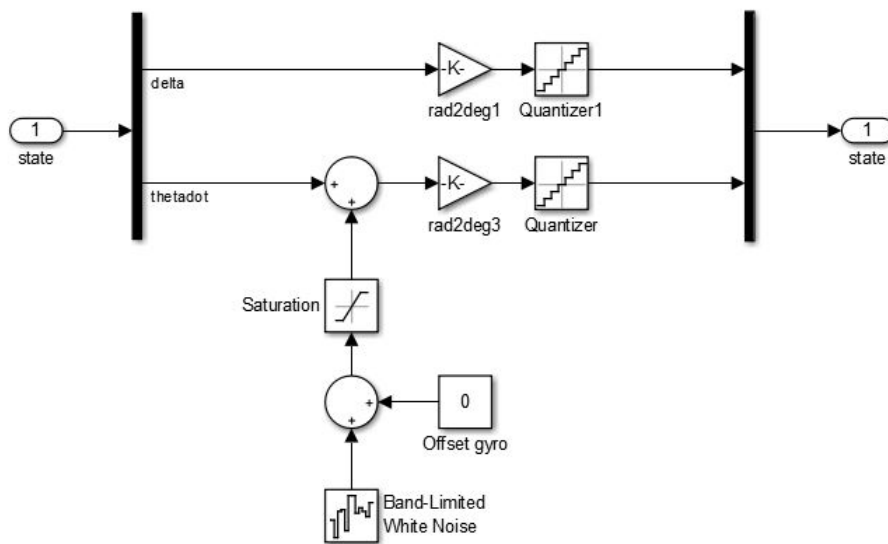 delta
-K-
rad2deg1
Quantizer1
1
state
1
state
thetadot
+
+
-K-
rad2deg3
Quantizer
Saturation
+
+
0
Offset gyro
Band-Limited
White Noise